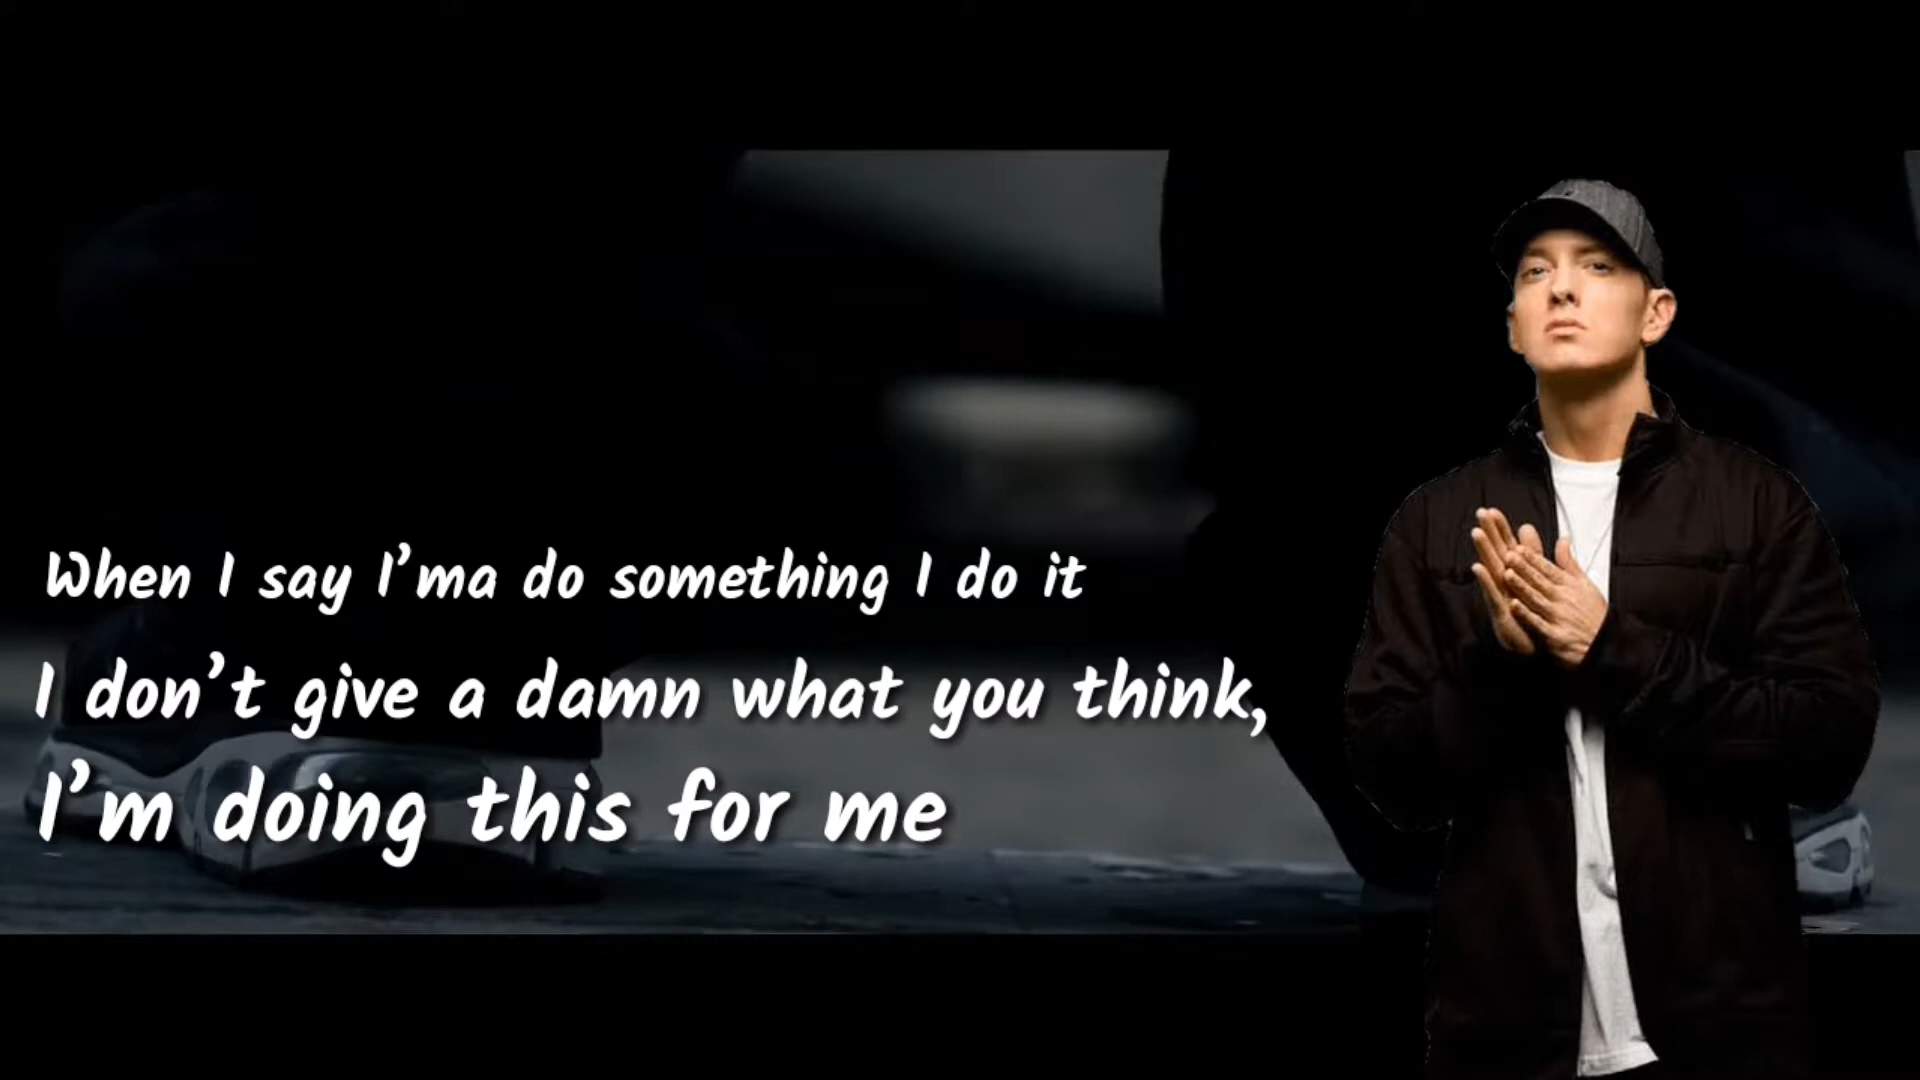 When I say I'ma do something I do it
I don't give a damn what you think,
I'm doing this for me